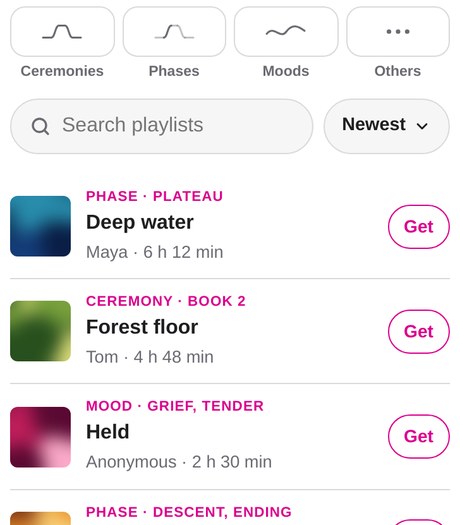 Ceremonies
Phases
Moods
Others
Search playlists
Newest
PHASE · PLATEAU
Deep water
Maya · 6 h 12 min
Get
CEREMONY · BOOK 2
Forest floor
Tom · 4 h 48 min
Get
MOOD · GRIEF, TENDER
Held
Anonymous · 2 h 30 min
Get
PHASE · DESCENT, ENDING